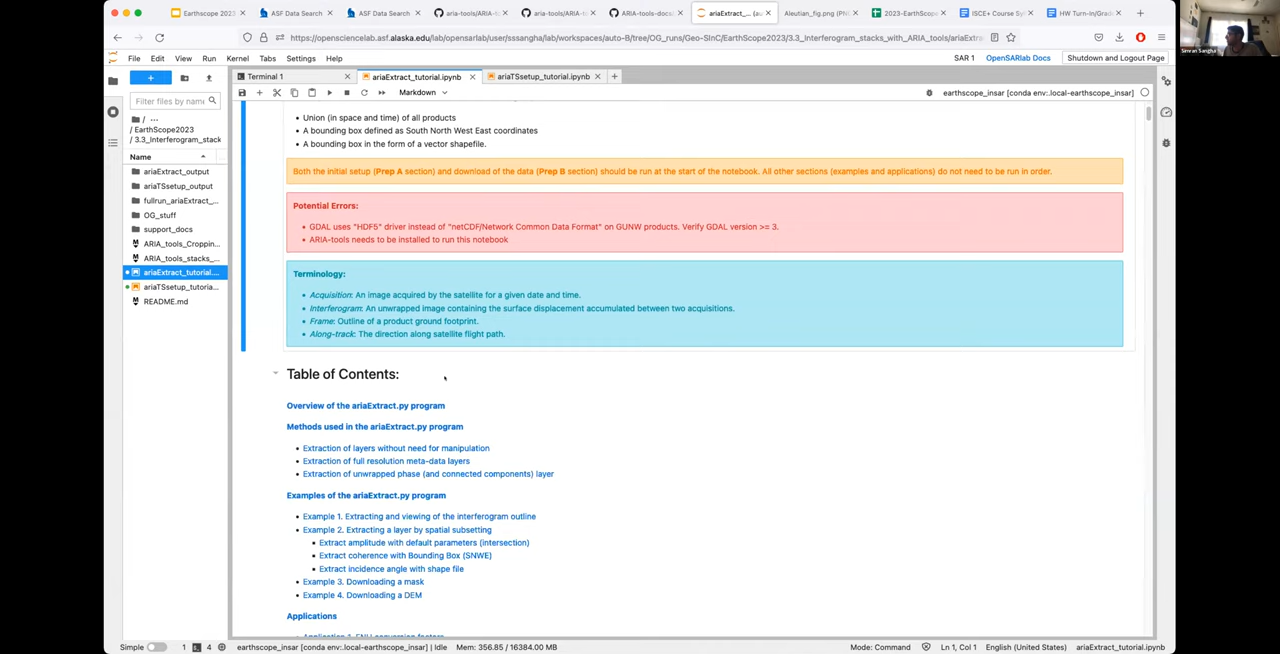 Earthscope 2023
ASF Data Search
ASF Data Search
aria-tools/ARIA-t
aria-tools/ARIA-t
ARIA-tools-docs
ariaExtract_... (au
Aleutian_fig.png (PN
2023-EarthScope
ISCE+ Course Sy
HW Turn-in/Grad
https://opensciencelab.asf.alaska.edu/lab/opensarlab/user/sssangha/lab/workspaces/auto-B/tree/OG_runs/Geo-SInC/EarthScope2023/3.3_Interferogram_stacks_with_ARIA_tools/ariaExtr
Simran Sangha
File Edit View Run Kernel Tabs Settings Help
SAR 1 OpenSARlab Docs Shutdown and Logout Page
Terminal 1
ariaExtract_tutorial.ipynb
ariaTSsetup_tutorial.ipynb
Markdown
earthscope_insar [conda env:.local-earthscope_insar]
Filter files by name
/ ...
/ EarthScope2023
/ 3.3_Interferogram_stack
Name
ariaExtract_output
ariaTSsetup_output
fullrun_ariaExtract_...
OG_stuff
support_docs
ARIA_tools_Croppin...
ARIA_tools_stacks_...
ariaExtract_tutorial....
ariaTSsetup_tutoria...
README.md
• Union (in space and time) of all products
• A bounding box defined as South North West East coordinates
• A bounding box in the form of a vector shapefile.
Both the initial setup (Prep A section) and download of the data (Prep B section) should be run at the start of the notebook. All other sections (examples and applications) do not need to be run in order.
Potential Errors:
• GDAL uses "HDF5" driver instead of "netCDF/Network Common Data Format" on GUNW products. Verify GDAL version >= 3.
• ARIA-tools needs to be installed to run this notebook
Terminology:
• Acquisition: An image acquired by the satellite for a given date and time.
• Interferogram: An unwrapped image containing the surface displacement accumulated between two acquisitions.
• Frame: Outline of a product ground footprint.
• Along-track: The direction along satellite flight path.
Table of Contents:
Overview of the ariaExtract.py program
Methods used in the ariaExtract.py program
• Extraction of layers without need for manipulation
• Extraction of full resolution meta-data layers
• Extraction of unwrapped phase (and connected components) layer
Examples of the ariaExtract.py program
• Example 1. Extracting and viewing of the interferogram outline
• Example 2. Extracting a layer by spatial subsetting
• Extract amplitude with default parameters (intersection)
• Extract coherence with Bounding Box (SNWE)
• Extract incidence angle with shape file
• Example 3. Downloading a mask
• Example 4. Downloading a DEM
Applications
Simple 1 4 earthscope_insar [conda env:.local-earthscope_insar] | Idle Mem: 356.85 / 16384.00 MB
Mode: Command Ln 1, Col 1 English (United States) ariaExtract_tutorial.ipynb